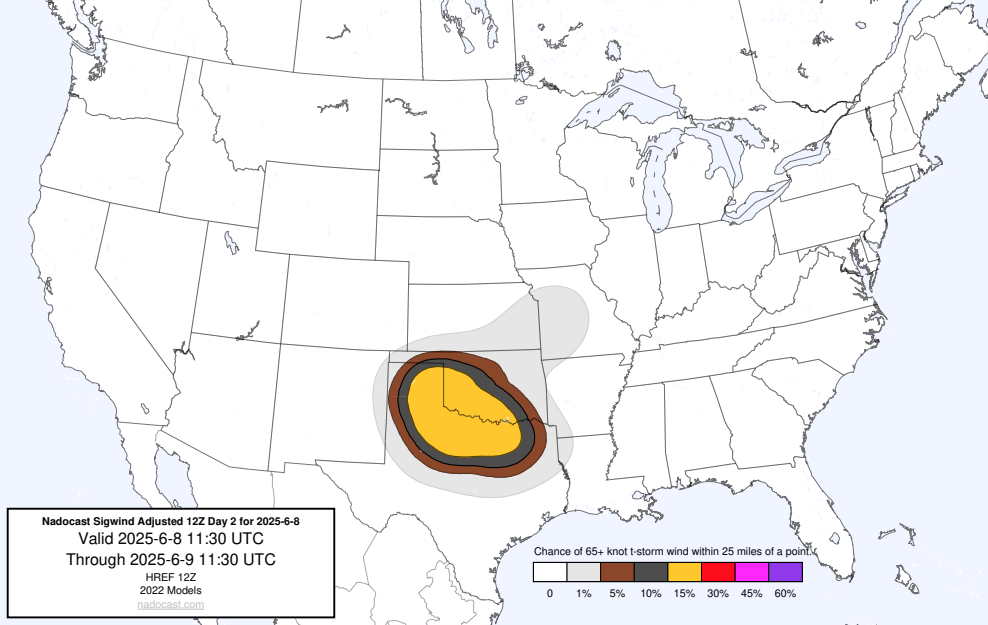 Nadocast Sigwind Adjusted 12Z Day 2 for 2025-6-8
Valid 2025-6-8 11:30 UTC
Through 2025-6-9 11:30 UTC
HREF 12Z
2022 Models
nadocast.com
Chance of 65+ knot t-storm wind within 25 miles of a point.
0 1% 5% 10% 15% 30% 45% 60%